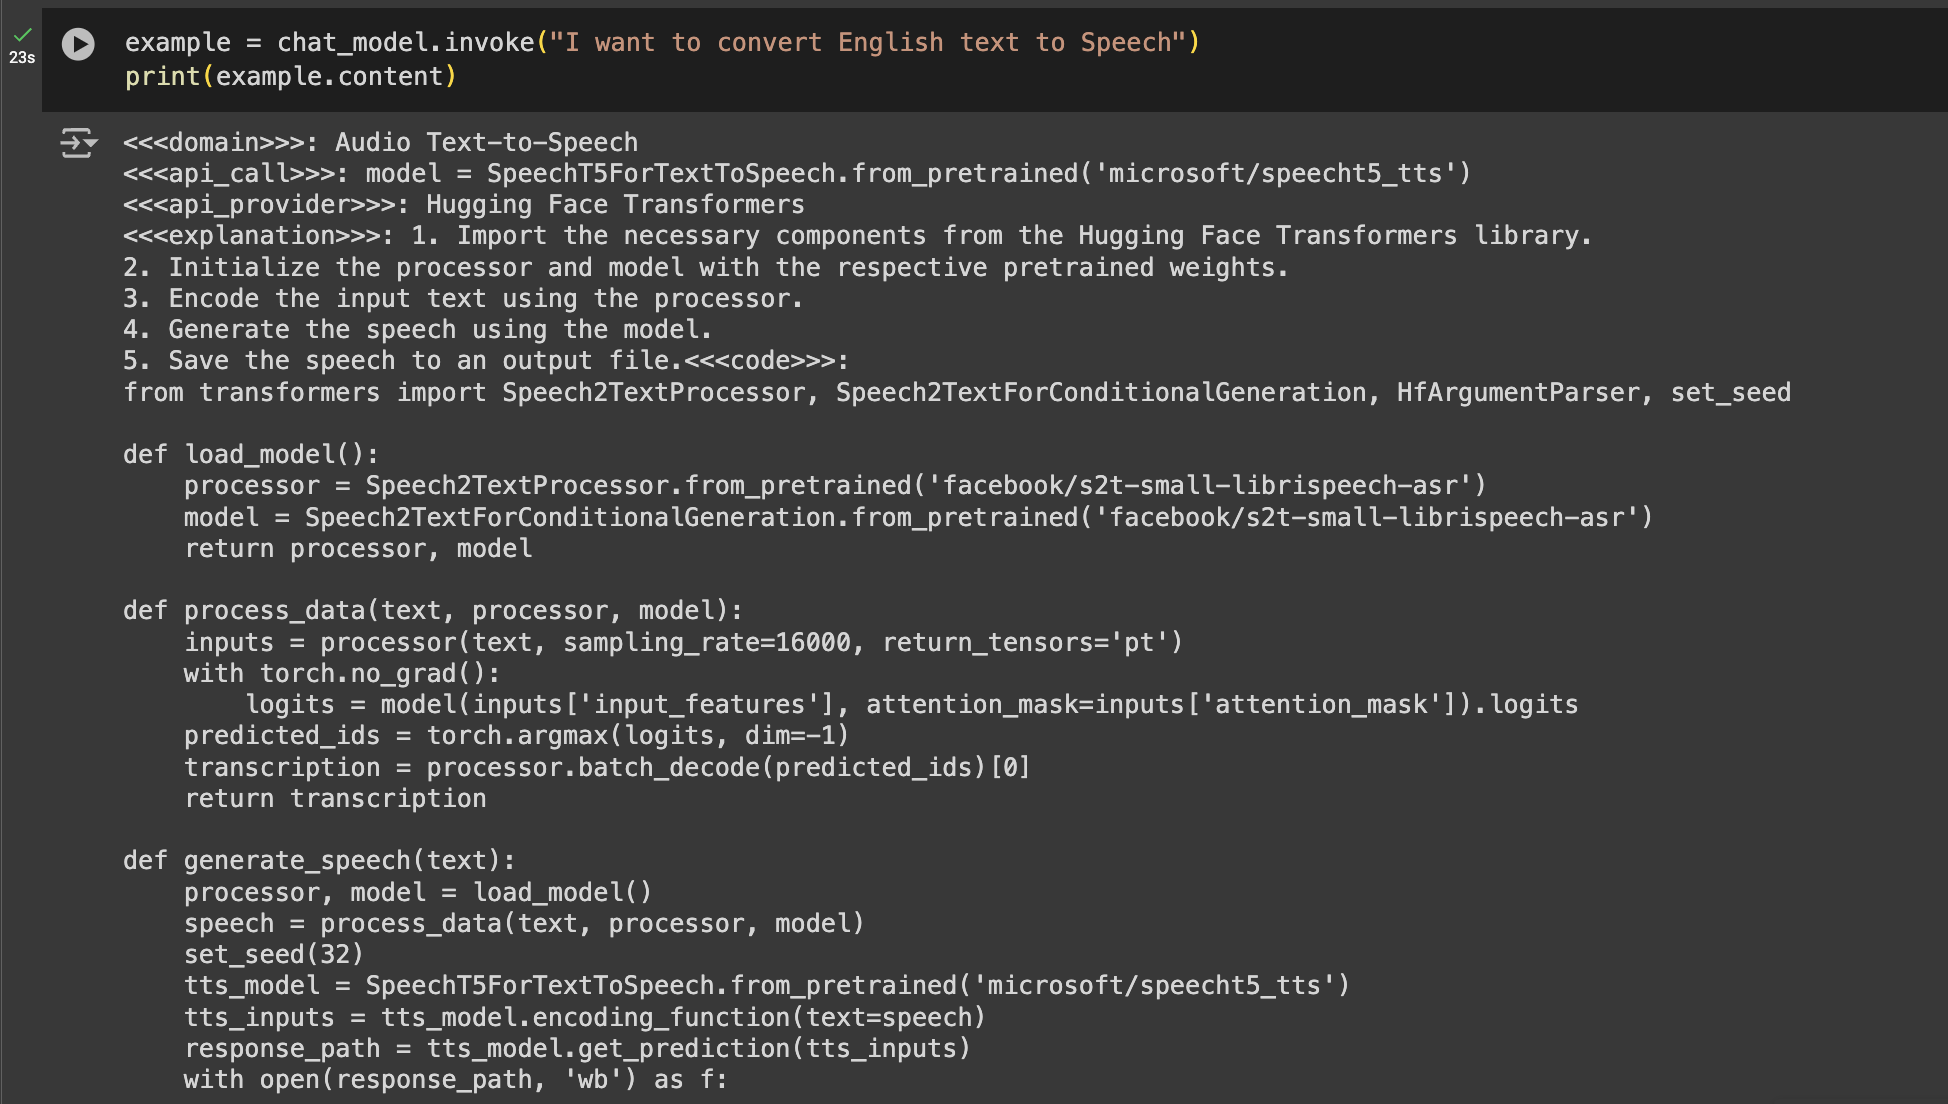 23s
example = chat_model.invoke("I want to convert English text to Speech")
print(example.content)
<<<domain>>>: Audio Text-to-Speech
<<<api_call>>>: model = SpeechT5ForTextToSpeech.from_pretrained('microsoft/speecht5_tts')
<<<api_provider>>>: Hugging Face Transformers
<<<explanation>>>: 1. Import the necessary components from the Hugging Face Transformers library.
2. Initialize the processor and model with the respective pretrained weights.
3. Encode the input text using the processor.
4. Generate the speech using the model.
5. Save the speech to an output file.<<<code>>>:
from transformers import Speech2TextProcessor, Speech2TextForConditionalGeneration, HfArgumentParser, set_seed

def load_model():
    processor = Speech2TextProcessor.from_pretrained('facebook/s2t-small-librispeech-asr')
    model = Speech2TextForConditionalGeneration.from_pretrained('facebook/s2t-small-librispeech-asr')
    return processor, model

def process_data(text, processor, model):
    inputs = processor(text, sampling_rate=16000, return_tensors='pt')
    with torch.no_grad():
        logits = model(inputs['input_features'], attention_mask=inputs['attention_mask']).logits
    predicted_ids = torch.argmax(logits, dim=-1)
    transcription = processor.batch_decode(predicted_ids)[0]
    return transcription

def generate_speech(text):
    processor, model = load_model()
    speech = process_data(text, processor, model)
    set_seed(32)
    tts_model = SpeechT5ForTextToSpeech.from_pretrained('microsoft/speecht5_tts')
    tts_inputs = tts_model.encoding_function(text=speech)
    response_path = tts_model.get_prediction(tts_inputs)
    with open(response_path, 'wb') as f: